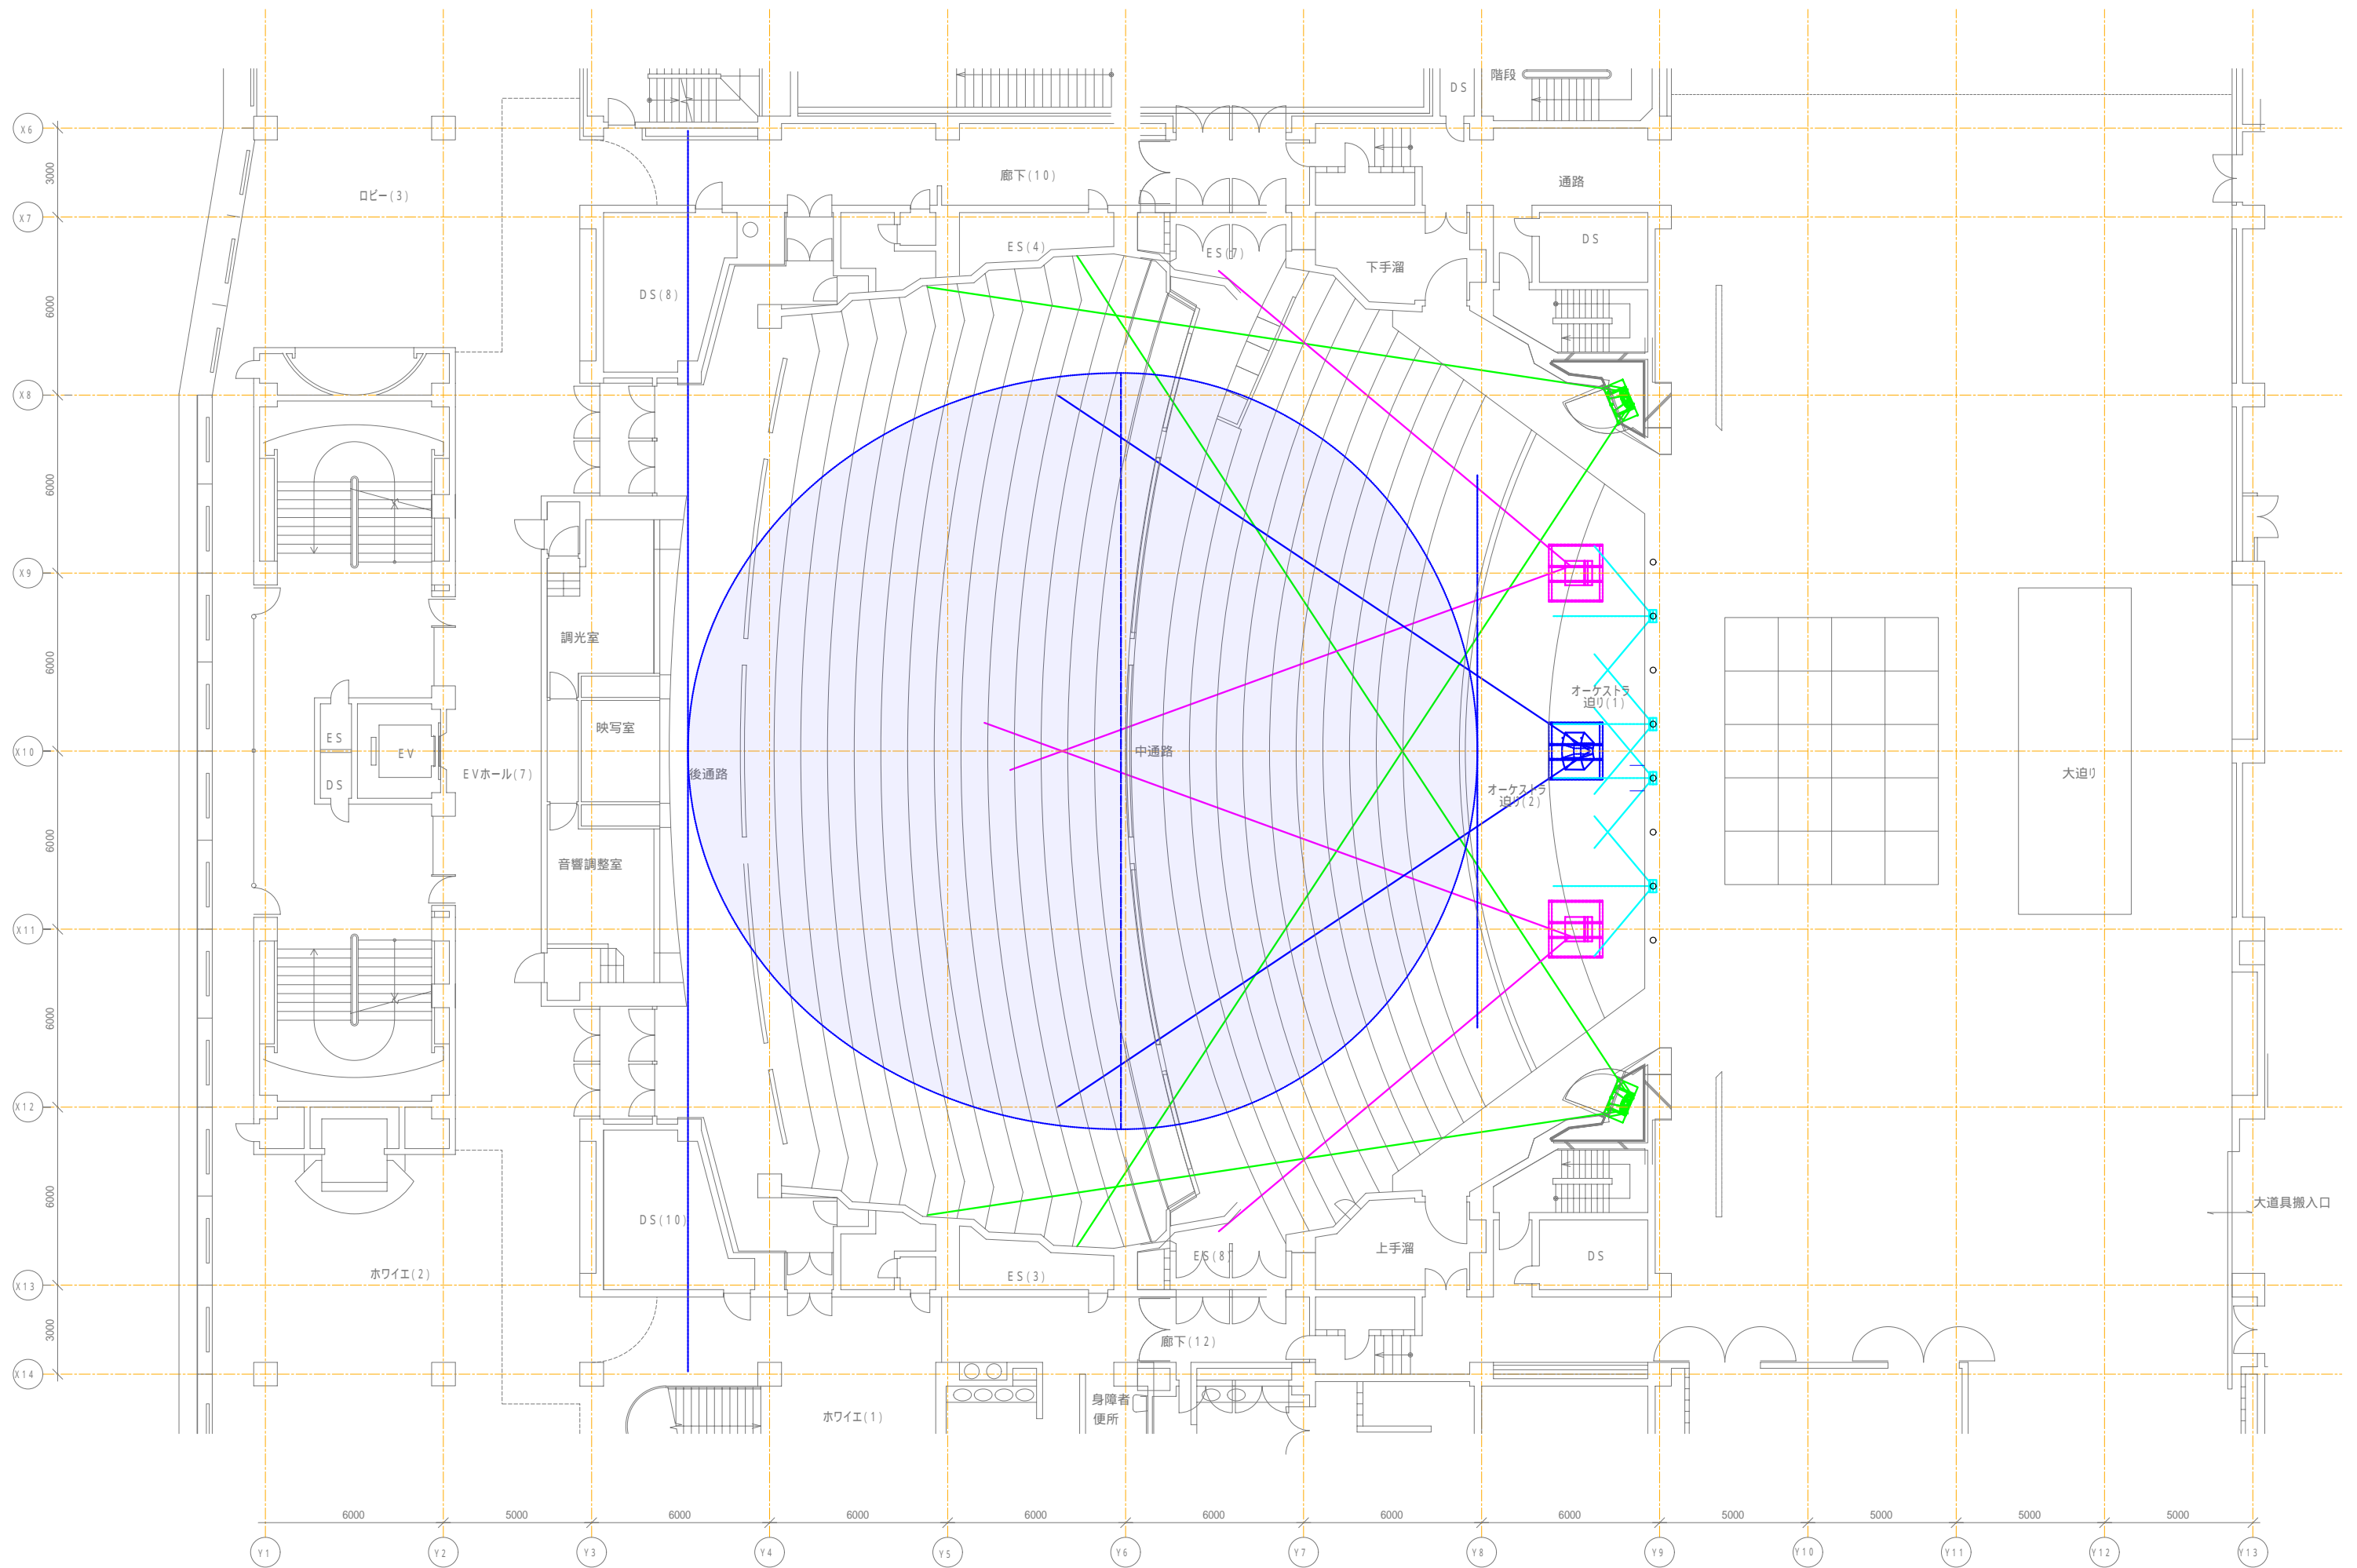 階段
DS
X6
3000
廊下(10)
通路
ロビー(3)
X7
DS
ES(4)
ES(7)
下手溜
DS(8)
6000
X8
6000
X9
調光室
6000
オーケストラ
迫り(1)
映写室
ES
EV
X10
中通路
EVホール(7)
後通路
大迫り
DS
オーケストラ
迫り(2)
6000
音響調整室
X11
6000
X12
6000
大道具搬入口
DS(10)
上手溜
ES(8)
DS
ホワイエ(2)
ES(3)
X13
3000
廊下(12)
X14
身障者
便所
ホワイエ(1)
6000
5000
6000
6000
6000
6000
6000
6000
5000
5000
5000
5000
Y1
Y2
Y3
Y4
Y5
Y6
Y7
Y8
Y9
Y10
Y11
Y12
Y13